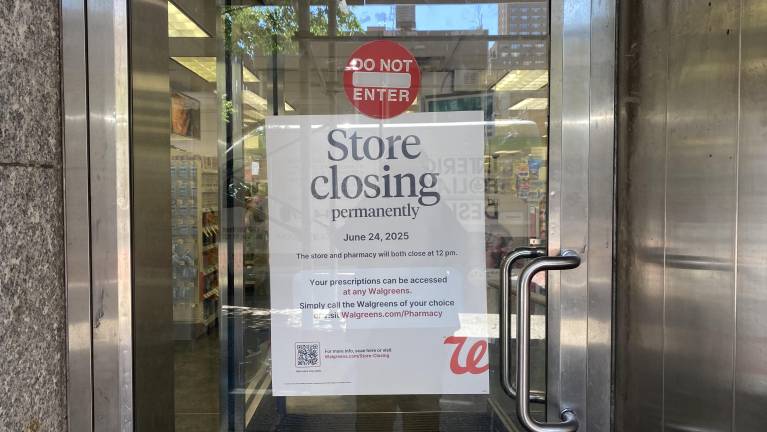 DO NOT
ENTER
Store
closing
permanently
June 24, 2025
The store and pharmacy will both close at 12 pm.
Your prescriptions can be accessed
at any Walgreens.
Simply call the Walgreens of your choice
or visit Walgreens.com/Pharmacy
For more info, scan here or visit
Walgreens.com/Store-Closing